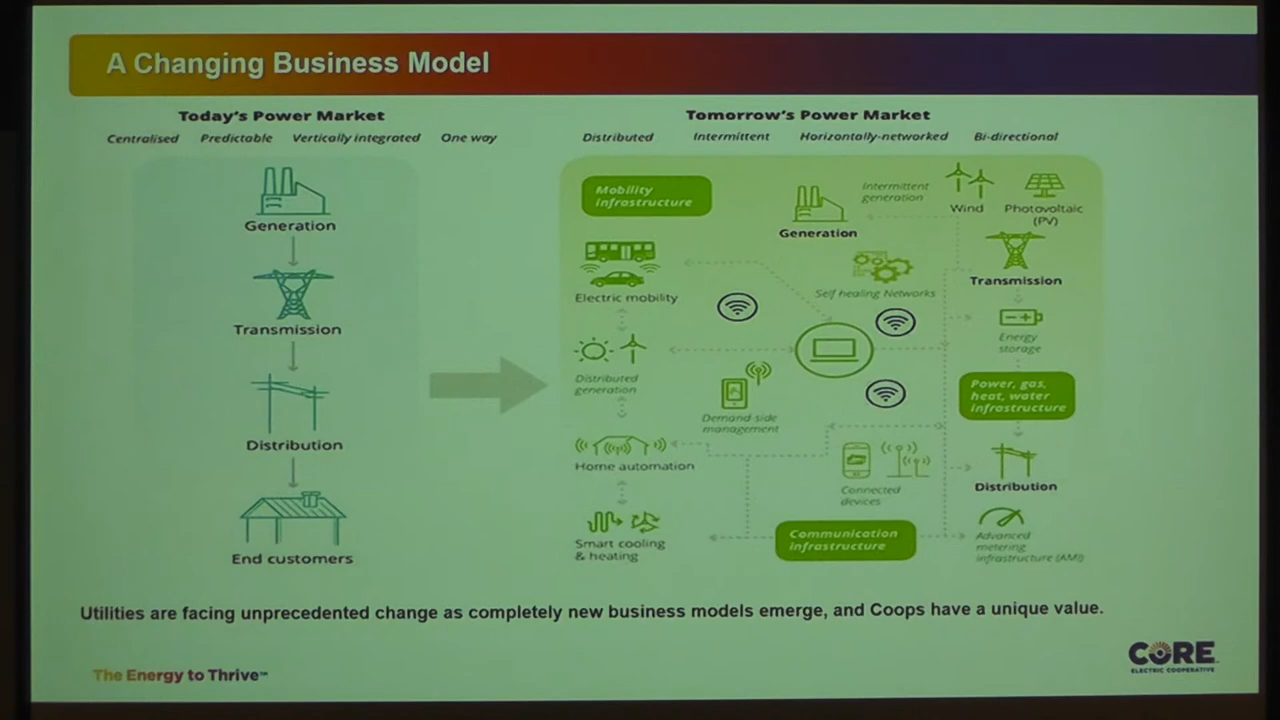 A Changing Business Model
Today's Power Market
Centralised Predictable Vertically integrated One way
Generation
Transmission
Distribution
End customers
Tomorrow's Power Market
Distributed Intermittent Horizontally-networked Bi-directional
Mobility
infrastructure
Generation
Intermittent
generation
Wind
Photovoltaic
(PV)
Electric mobility
Self healing Networks
Transmission
Energy
storage
Distributed
generation
Demand-side
management
Power, gas,
heat, water
infrastructure
Home automation
Connected
devices
Distribution
Smart cooling
& heating
Communication
infrastructure
Advanced
metering
infrastructure (AMI)
Utilities are facing unprecedented change as completely new business models emerge, and Coops have a unique value.
The Energy to Thrive™
CORE
ELECTRIC COOPERATIVE